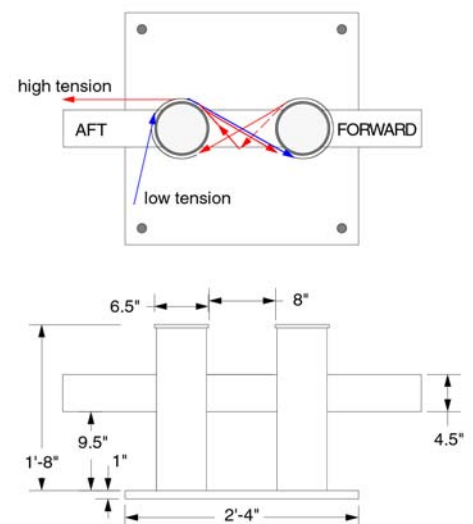 high tension
AFT
FORWARD
low tension
6.5"
8"
1'-8"
9.5"
1"
4.5"
2'-4"